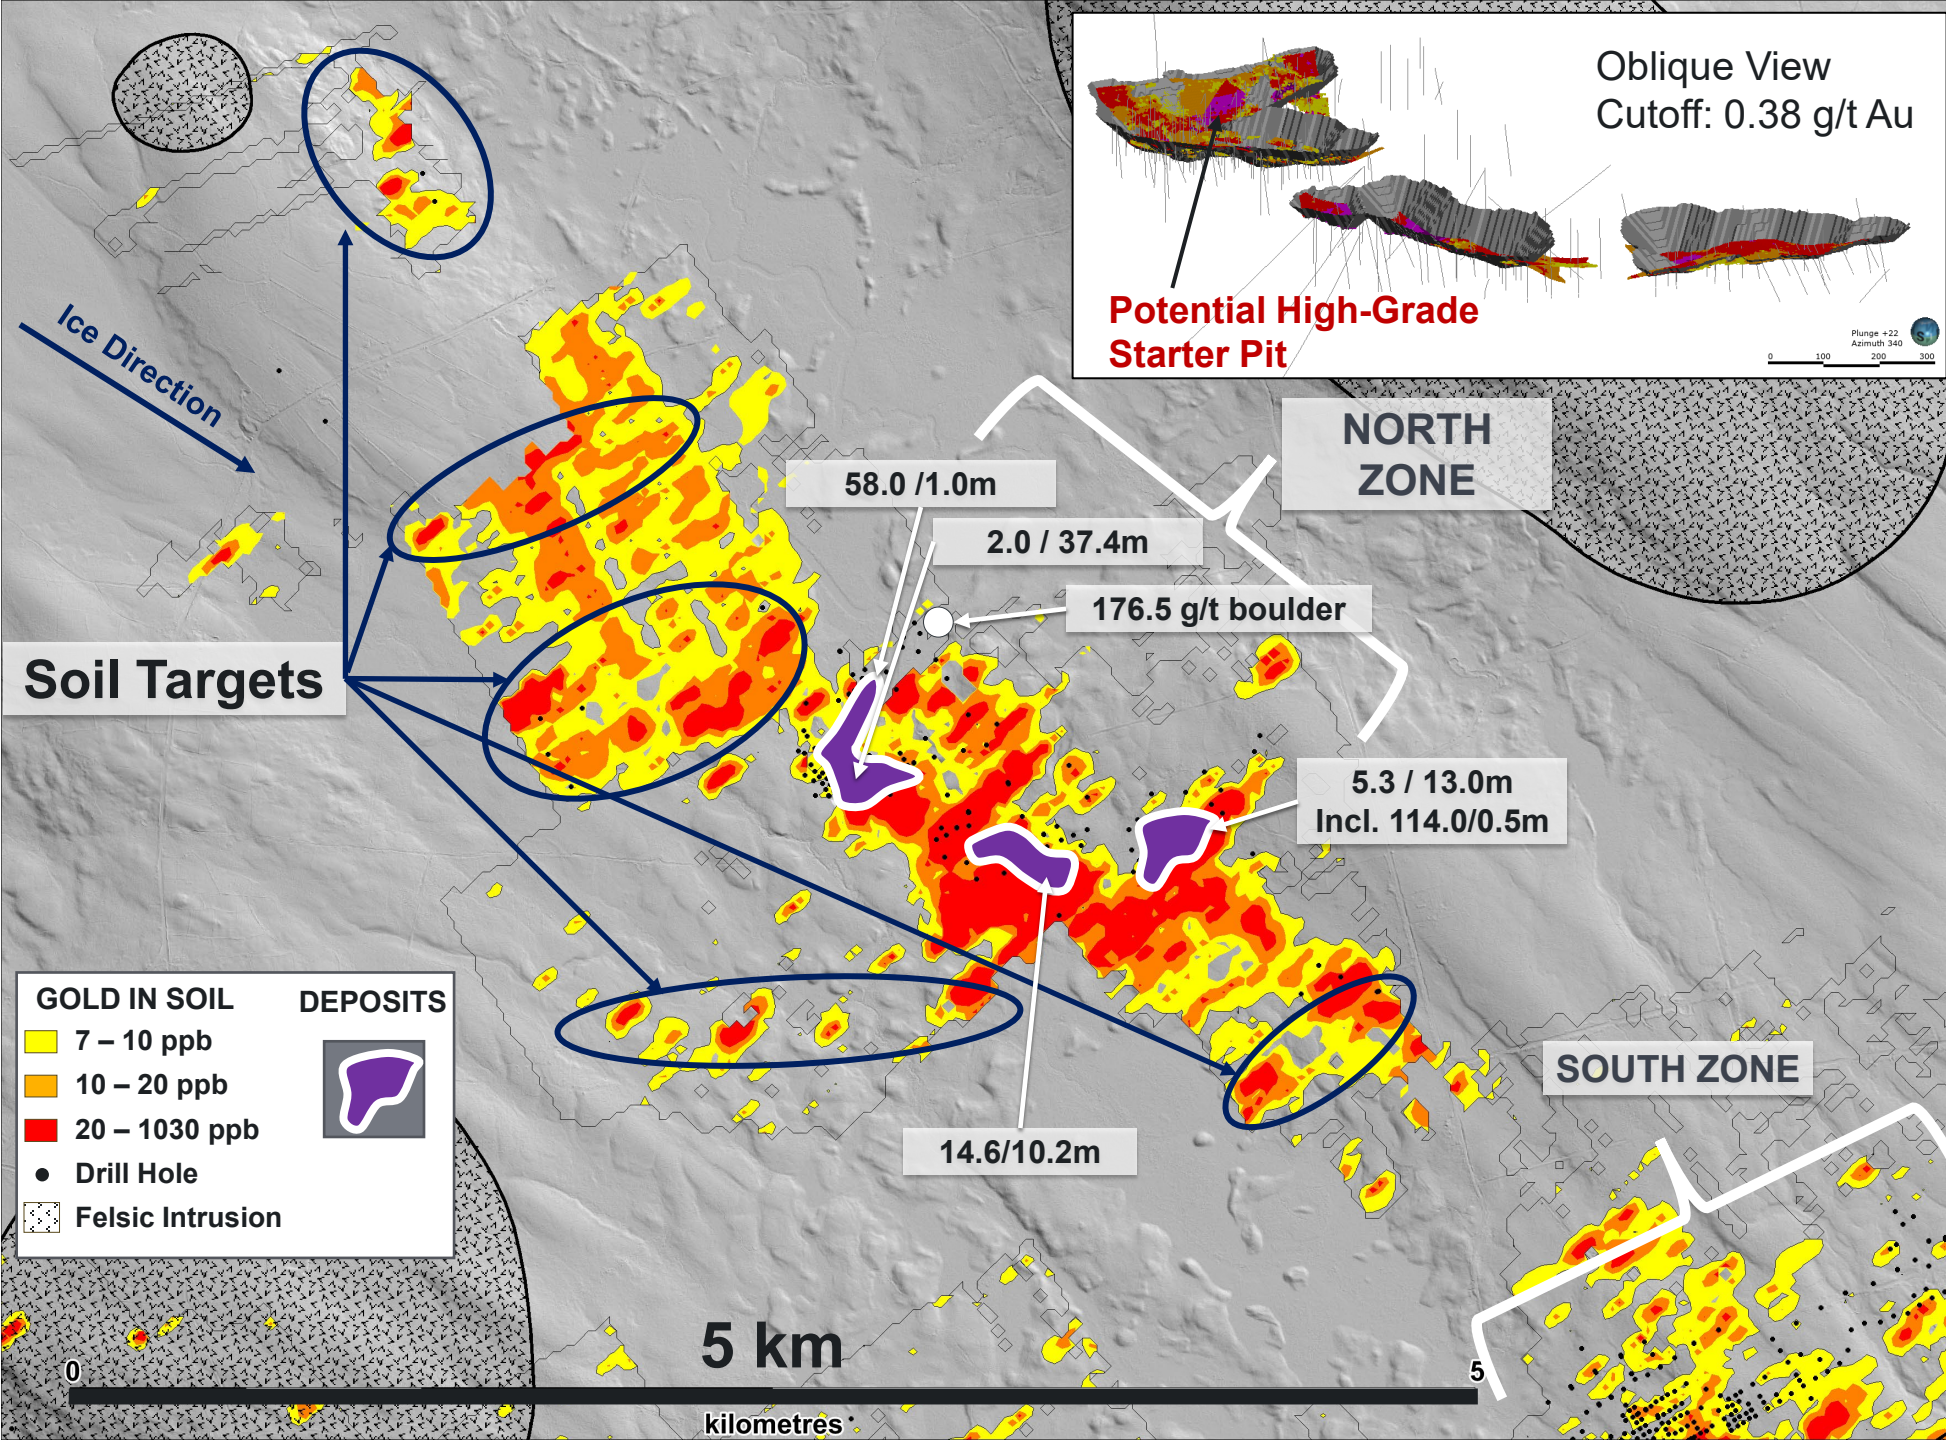 Oblique View
Cutoff: 0.38 g/t Au
Potential High-Grade
Starter Pit
Plunge +22
Azimuth 340
0 100 200 300
S
Ice Direction
NORTH
ZONE
58.0 /1.0m
2.0 / 37.4m
176.5 g/t boulder
Soil Targets
5.3 / 13.0m
Incl. 114.0/0.5m
GOLD IN SOIL
DEPOSITS
7 – 10 ppb
10 – 20 ppb
20 – 1030 ppb
Drill Hole
Felsic Intrusion
SOUTH ZONE
14.6/10.2m
5 km
0 5
kilometres